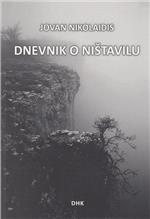 JOVAN NIKOLAIDIS
DNEVNIK O NIŠTAVILU
DHK